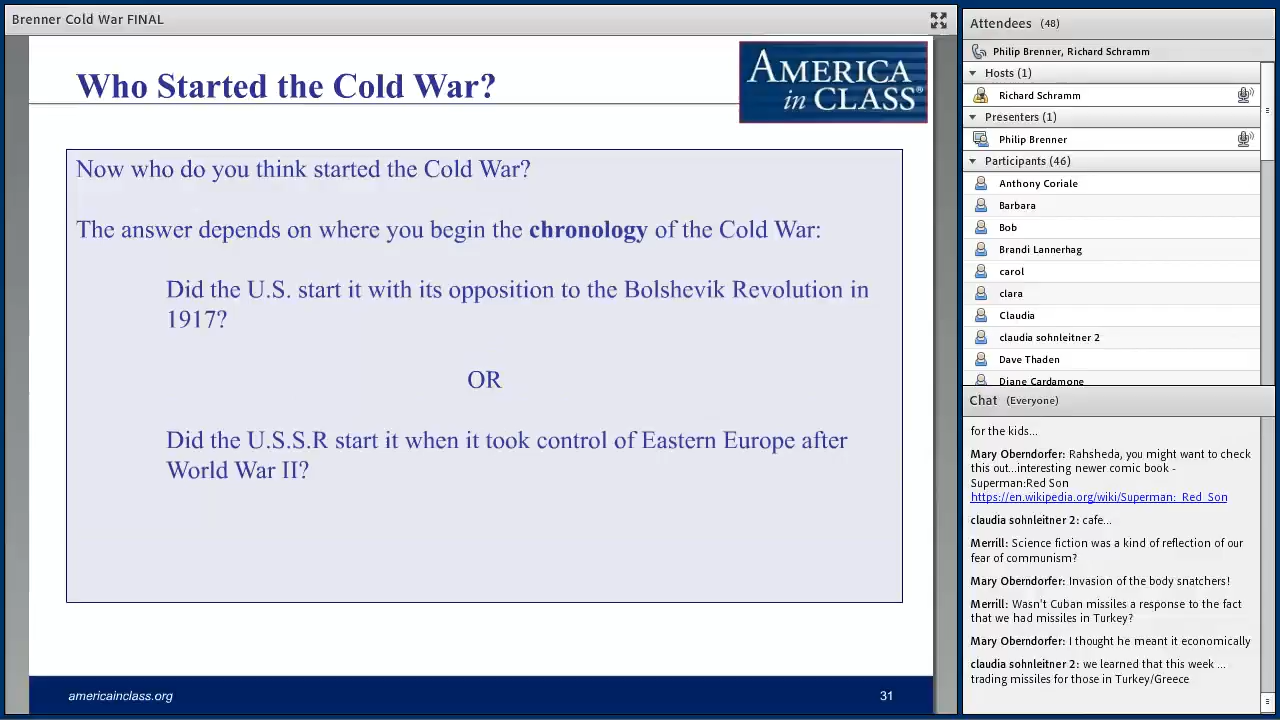 Brenner Cold War FINAL
Who Started the Cold War?
AMERICA
in CLASS®
Now who do you think started the Cold War?
The answer depends on where you begin the chronology of the Cold War:
Did the U.S. start it with its opposition to the Bolshevik Revolution in
1917?
OR
Did the U.S.S.R start it when it took control of Eastern Europe after
World War II?
americainclass.org
31
Attendees (48)
Philip Brenner, Richard Schramm
Hosts (1)
Richard Schramm
Presenters (1)
Philip Brenner
Participants (46)
Anthony Coriale
Barbara
Bob
Brandi Lannerhag
carol
clara
Claudia
claudia sohnleitner 2
Dave Thaden
Diane Cardamone
Chat (Everyone)
for the kids...
Mary Oberndorfer: Rahsheda, you might want to check
this out...interesting newer comic book -
Superman:Red Son
https://en.wikipedia.org/wiki/Superman:_Red_Son
claudia sohnleitner 2: cafe...
Merrill: Science fiction was a kind of reflection of our
fear of communism?
Mary Oberndorfer: Invasion of the body snatchers!
Merrill: Wasn't Cuban missiles a response to the fact
that we had missiles in Turkey?
Mary Oberndorfer: I thought he meant it economically
claudia sohnleitner 2: we learned that this week ...
trading missiles for those in Turkey/Greece